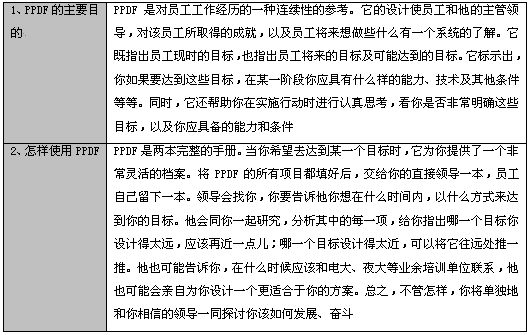 1、PPDF 的主要目
的
PPDF 是对员工工作经历的一种连续性的参考。它的设计使员工和他的主管领
导，对该员工所取得的成就，以及员工将来想做些什么有一个系统的了解。它
既指出员工现时的目标，也指出员工将来的目标及可能达到的目标。它标示出，
你如果要达到这些目标，在某一阶段你应具有什么样的能力、技术及其他条件
等等。同时，它还帮助你在实施行动时进行认真思考，看你是否非常明确这些
目标，以及你应具备的能力和条件
2、怎样使用 PPDF
PPDF 是两本完整的手册。当你希望去达到某一个目标时，它为你提供了一个非
常灵活的档案。将 PPDF 的所有项目都填好后，交给你的直接领导一本，员工
自己留下一本。领导会找你，你要告诉他你想在什么时间内，以什么方式来达
到你的目标。他会同你一起研究，分析其中的每一项，给你指出哪一个目标你
设计得太远，应该再近一点儿；哪一个目标设计得太近，可以将它往远处推一
推。他也可能告诉你，在什么时候应该和电大、夜大等业余培训单位联系，他
也可能会亲自为你设计一个更适合于你的方案。总之，不管怎样，你将单独地
和你相信的领导一同探讨你该如何发展、奋斗